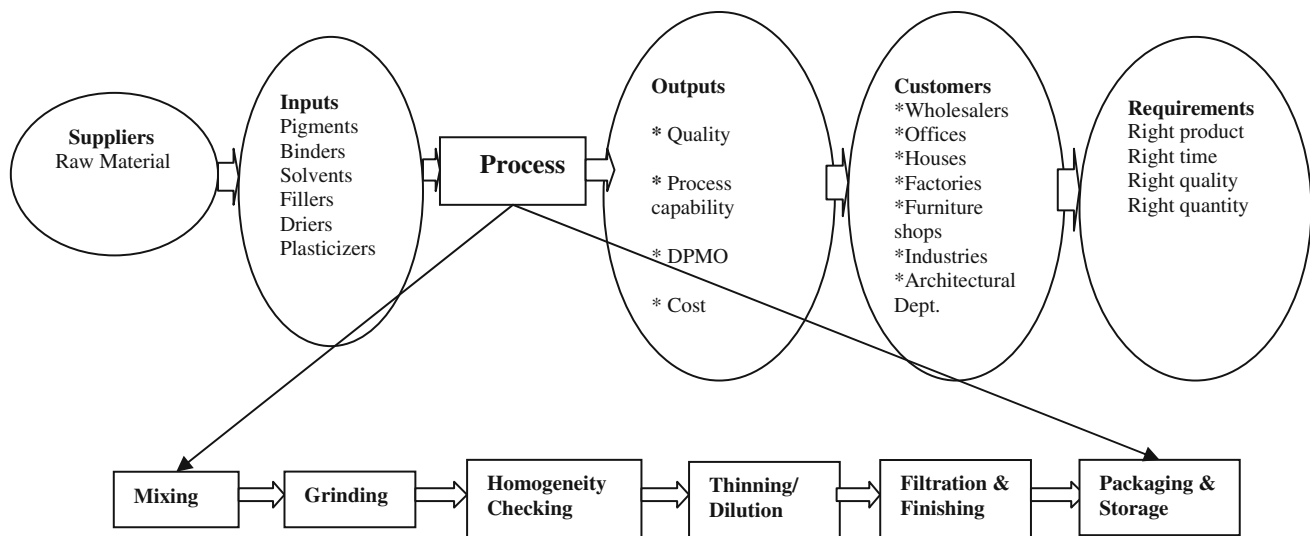 Suppliers
Raw Material
Inputs
Pigments
Binders
Solvents
Fillers
Driers
Plasticizers
Process
Outputs
* Quality
* Process
capability
* DPMO
* Cost
Customers
*Wholesalers
*Offices
*Houses
*Factories
*Furniture
shops
*Industries
*Architectural
Dept.
Requirements
Right product
Right time
Right quality
Right quantity
Mixing
Grinding
Homogeneity
Checking
Thinning/
Dilution
Filtration &
Finishing
Packaging &
Storage